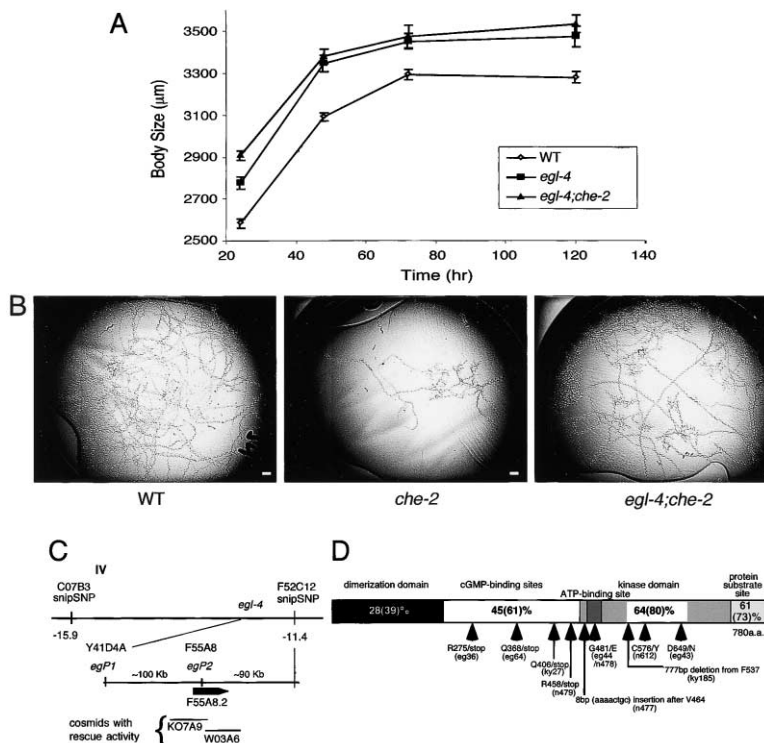 A
Body Size (μm)
3500
3300
3100
2900
2700
2500
20
40
60
80
100
120
140
Time (hr)
WT
egl-4
egl-4;che-2
B
WT
che-2
egl-4;che-2
C
IV
C07B3
snipSNP
F52C12
snipSNP
egl-4
-15.9
-11.4
Y41D4A
F55A8
egP1
egP2
~100 Kb
~90 Kb
F55A8.2
cosmids with
rescue activity
KO7A9
W03A6
D
dimerization domain
cGMP-binding sites
ATP-binding site
kinase domain
protein
substrate
site
28(39)%
45(61)%
64(80)%
61
(73)%
780a.a.
R275/stop
(eg36)
Q368/stop
(eg64)
Q406/stop
(ky27)
R458/stop
(n479)
G481/E
(eg44
/n478)
C576/Y
(n612)
D649/N
(eg43)
777bp deletion from F537
(ky185)
8bp (aaaactgc) insertion after V464
(n477)